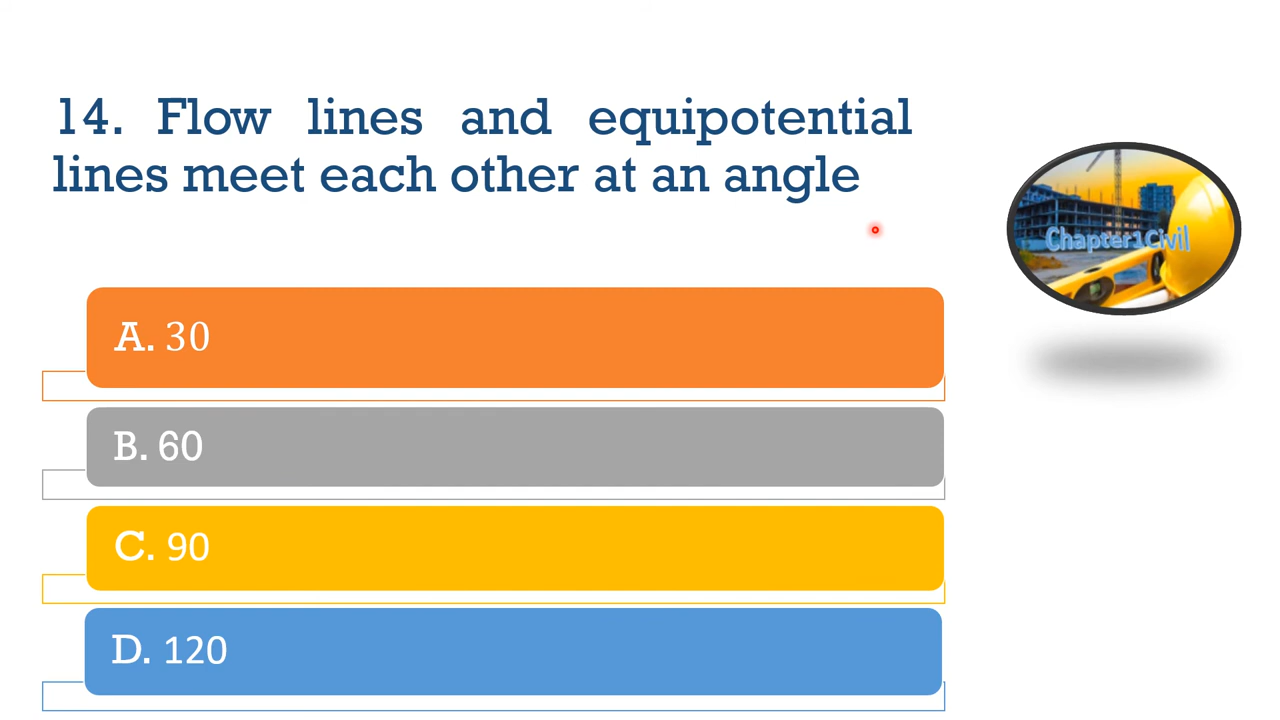 14. Flow lines and equipotential
lines meet each other at an angle
Chapter1Civil
A. 30
B. 60
C. 90
D. 120